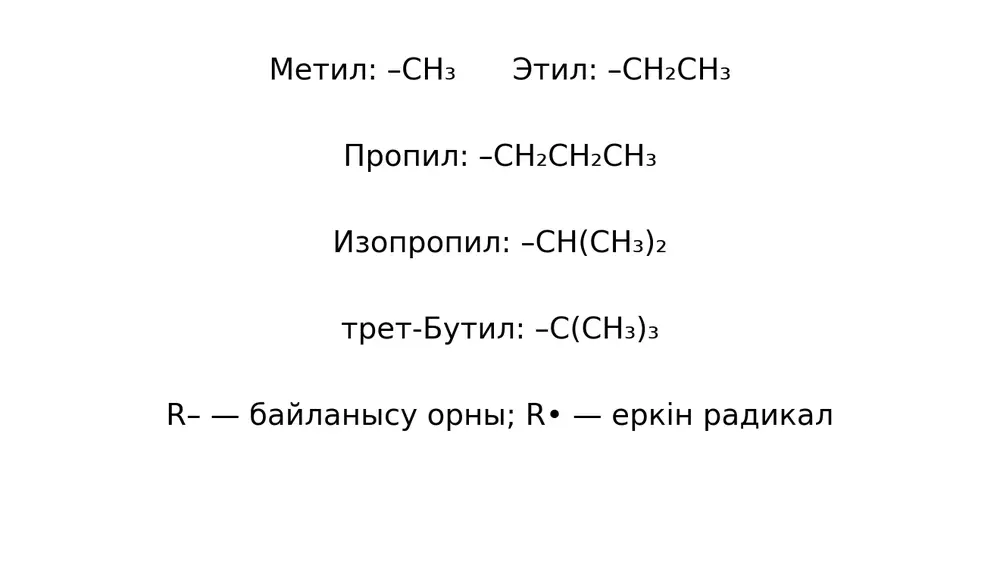 Метил: –CH₃      Этил: –CH₂CH₃
Пропил: –CH₂CH₂CH₃
Изопропил: –CH(CH₃)₂
трет-Бутил: –C(CH₃)₃
R– — байланысу орны; R• — еркін радикал